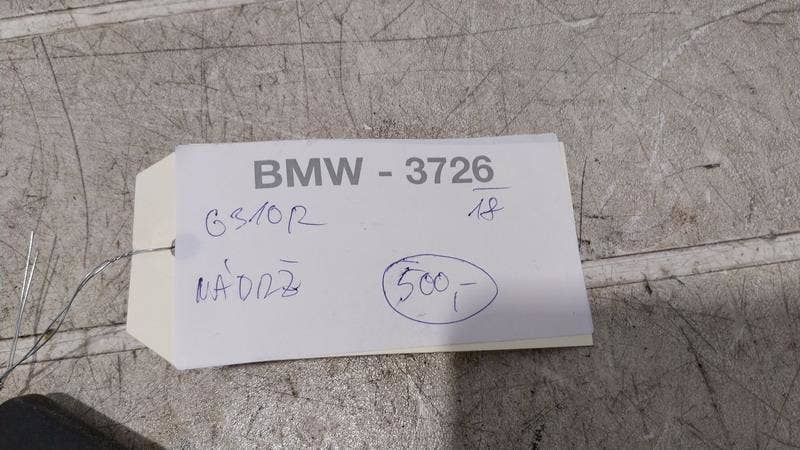 BMW - 3726
G310R 18
NÁDRŽ 500,-